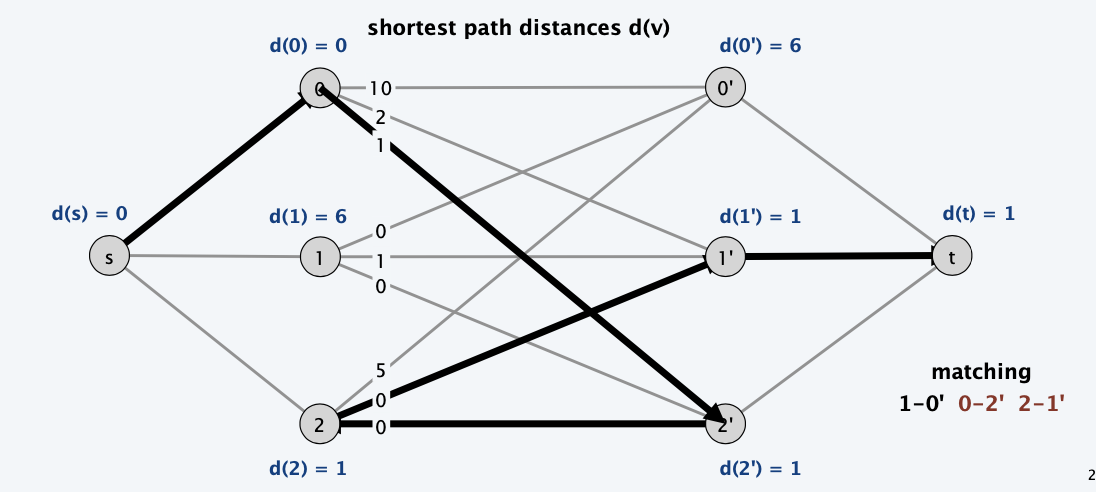 shortest path distances d(v)
d(0) = 0
d(0') = 6
0
10
0'
2
1
d(s) = 0
d(1) = 6
d(1') = 1
d(t) = 1
0
s
1
1
1'
t
0
5
matching
0
1-0' 0-2' 2-1'
2
0
2'
d(2) = 1
d(2') = 1
2